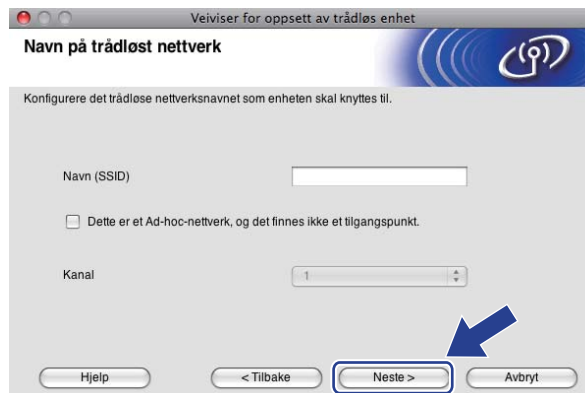 Veiviser for oppsett av trådløs enhet
Navn på trådløst nettverk
Konfigurere det trådløse nettverksnavnet som enheten skal knyttes til.
Navn (SSID)
Dette er et Ad-hoc-nettverk, og det finnes ikke et tilgangspunkt.
Kanal 1
Hjelp < Tilbake Neste > Avbryt